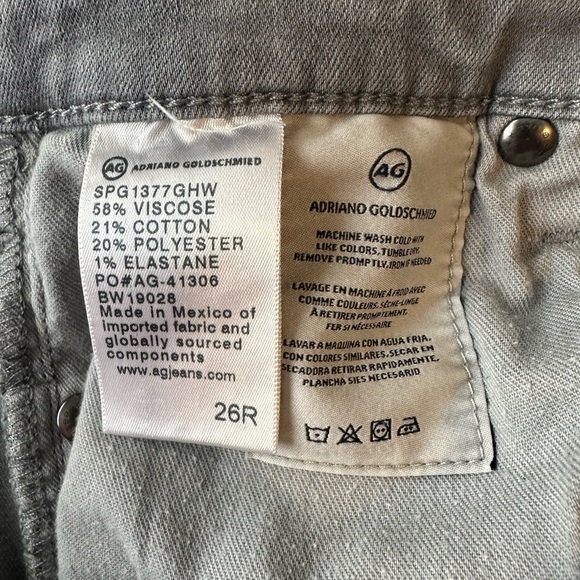 AG ADRIANO GOLDSCHMIED
SPG1377GHW
58% VISCOSE
21% COTTON
20% POLYESTER
1% ELASTANE
PO#AG-41306
BW19028
Made in Mexico of
Imported fabric and
globally sourced
components
www.agjeans.com
26R
AG
ADRIANO GOLDSCHMIED
MACHINE WASH COLD WITH
LIKE COLORS, TUMBLE DRY.
REMOVE PROMPTLY, IRON IF NEEDED
LAVAGE EN MACHINE À FROID AVEC
COMME COULEURS, SÈCHE-LINGE
À RETIRER PROMPTEMENT,
FER SI NÉCESSAIRE
LAVAR A MAQUINA CON AGUA FRIA,
CON COLORES SIMILARES, SECAR EN
SECADORA RETIRAR RAPIDAMENTE,
PLANCHA SIES NECESARIO